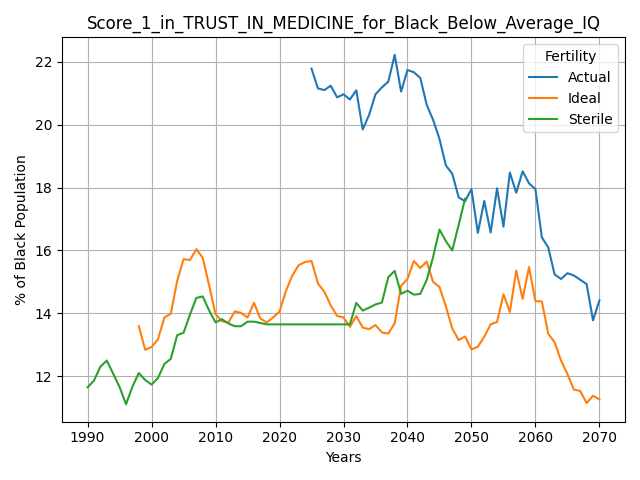 Score_1_in_TRUST_IN_MEDICINE_for_Black_Below_Average_IQ
Fertility
Actual
Ideal
Sterile
% of Black Population
22
20
18
16
14
12
1990 2000 2010 2020 2030 2040 2050 2060 2070
Years